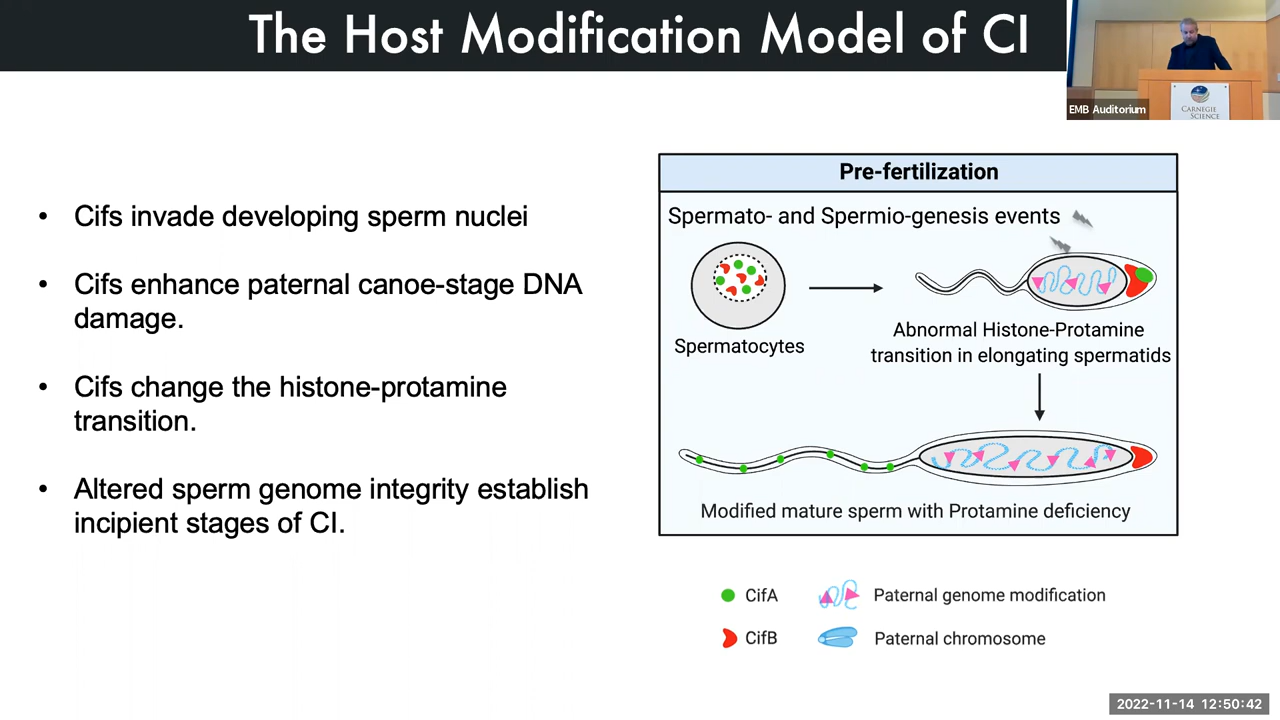 The Host Modification Model of CI
EMB Auditorium
CARNEGIE
SCIENCE
• Cifs invade developing sperm nuclei
• Cifs enhance paternal canoe-stage DNA
damage.
• Cifs change the histone-protamine
transition.
• Altered sperm genome integrity establish
incipient stages of CI.
Pre-fertilization
Spermato- and Spermio-genesis events
Spermatocytes
Abnormal Histone-Protamine
transition in elongating spermatids
Modified mature sperm with Protamine deficiency
CifA
Paternal genome modification
CifB
Paternal chromosome
2022-11-14 12:50:42